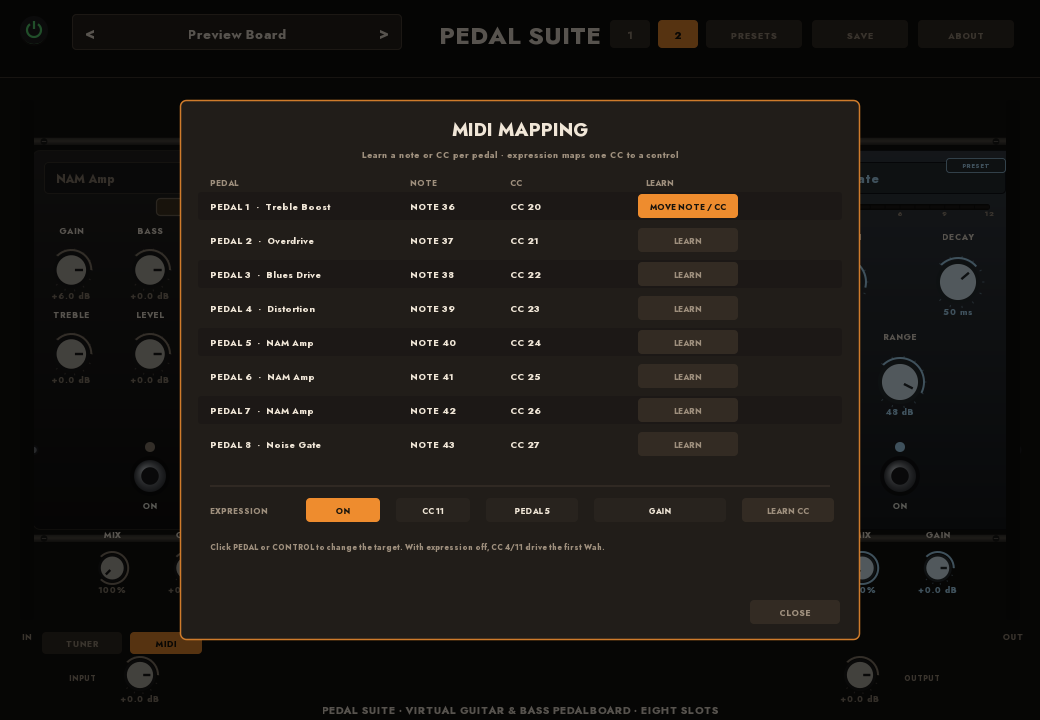 < Preview Board >
PEDAL SUITE
1
2
PRESETS
SAVE
ABOUT
MIDI MAPPING
Learn a note or CC per pedal · expression maps one CC to a control
PEDAL NOTE CC LEARN
PEDAL 1 · Treble Boost NOTE 36 CC 20 MOVE NOTE / CC
PEDAL 2 · Overdrive NOTE 37 CC 21 LEARN
PEDAL 3 · Blues Drive NOTE 38 CC 22 LEARN
PEDAL 4 · Distortion NOTE 39 CC 23 LEARN
PEDAL 5 · NAM Amp NOTE 40 CC 24 LEARN
PEDAL 6 · NAM Amp NOTE 41 CC 25 LEARN
PEDAL 7 · NAM Amp NOTE 42 CC 26 LEARN
PEDAL 8 · Noise Gate NOTE 43 CC 27 LEARN
EXPRESSION ON CC 11 PEDAL 5 GAIN LEARN CC
Click PEDAL or CONTROL to change the target. With expression off, CC 4/11 drive the first Wah.
CLOSE
NAM Amp
GAIN BASS
+6.0 dB +0.0 dB
TREBLE LEVEL
+0.0 dB +0.0 dB
ON
MIX
100%
PRESET
6 9 12
DECAY
50 ms
RANGE
48 dB
ON
GAIN
+0.0 dB
IN
TUNER
MIDI
OUT
INPUT
+0.0 dB
OUTPUT
+0.0 dB
PEDAL SUITE · VIRTUAL GUITAR & BASS PEDALBOARD · EIGHT SLOTS